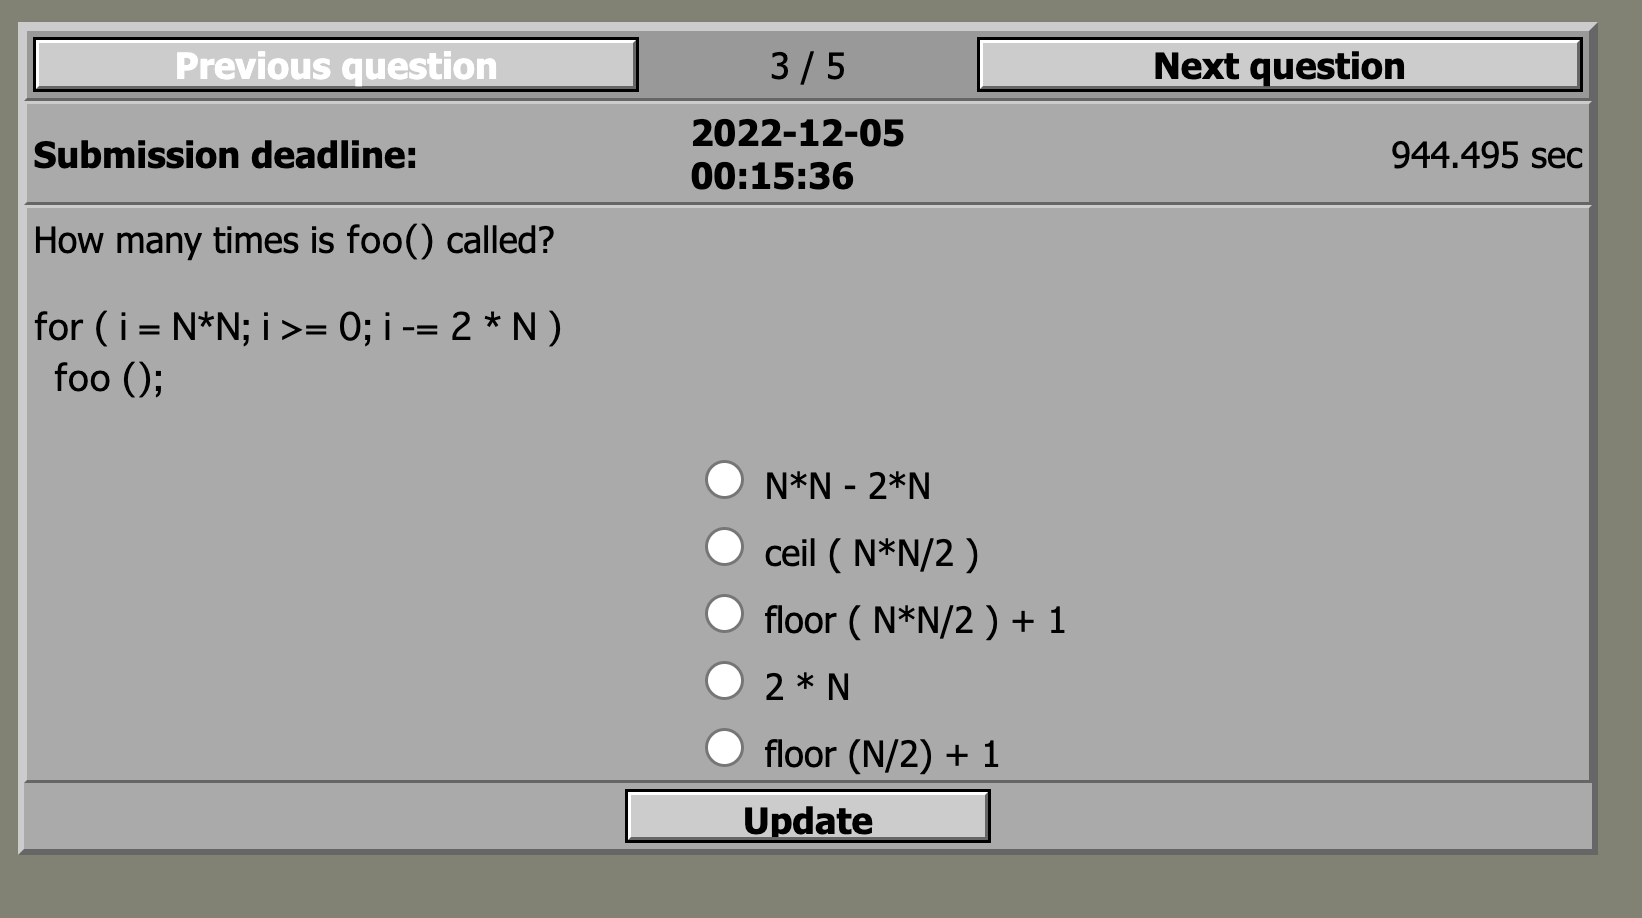 Previous question
3 / 5
Next question
Submission deadline:
2022-12-05
00:15:36
944.495 sec
How many times is foo() called?
for ( i = N*N; i >= 0; i -= 2 * N )
foo ();
N*N - 2*N
ceil ( N*N/2 )
floor ( N*N/2 ) + 1
2 * N
floor (N/2) + 1
Update